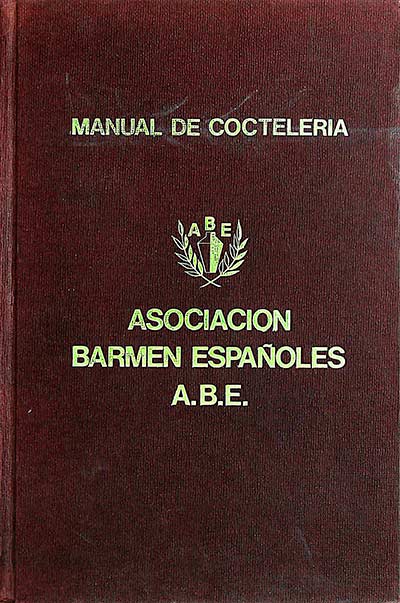 MANUAL DE COCTELERIA
ABE
ASOCIACION
BARMEN ESPAÑOLES
A.B.E.